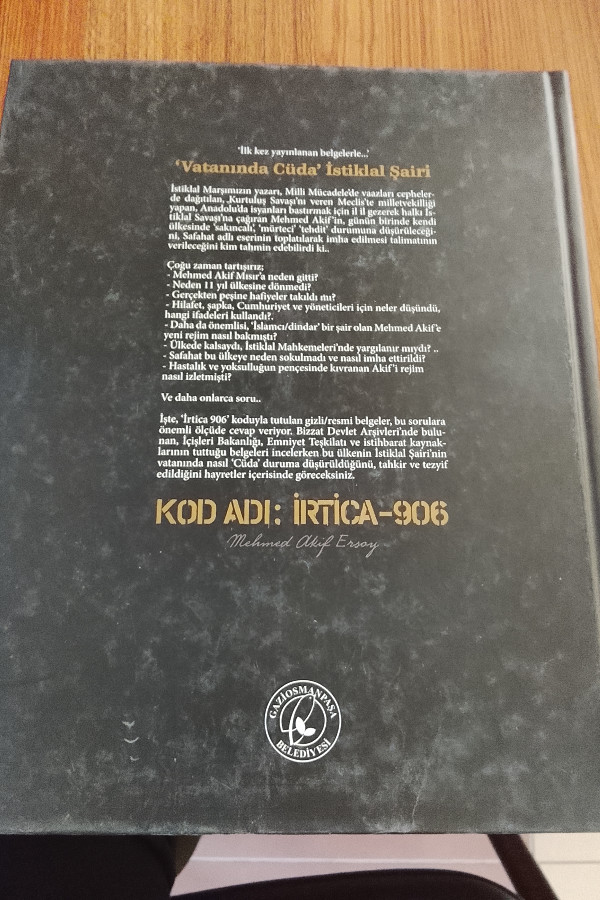 'İlk kez yayınlanan belgelerle...'
'Vatanında Cüda' İstiklal Şairi
İstiklal Marşımızın yazarı, Milli Mücadele'de vaazları cepheler-
de dağıtılan, Kurtuluş Savaşı'nı veren Meclis'te milletvekilliği
yapan, Anadolu'da isyanları bastırmak için il il gezerek halkı İs-
tiklal Savaşı'na çağıran Mehmed Akif'in, günün birinde kendi
ülkesinde 'sakıncalı', 'mürteci' 'tehdit' durumuna düşürüleceği-
ni, Safahat adlı eserinin toplatılarak imha edilmesi talimatının
verileceğini kim tahmin edebilirdi ki..
Çoğu zaman tartışırız;
- Mehmed Akif Mısır'a neden gitti?
- Neden 11 yıl ülkesine dönmedi?
- Gerçekten peşine hafiyeler takıldı mı?
- Hilafet, şapka, Cumhuriyet ve yöneticileri için neler düşündü,
hangi ifadeleri kullandı?.
- Daha da önemlisi, 'İslamcı/dindar' bir şair olan Mehmed Akif'e
yeni rejim nasıl bakmıştı?
- Ülkede kalsaydı, İstiklal Mahkemeleri'nde yargılanır mıydı? ..
- Safahat bu ülkeye neden sokulmadı ve nasıl imha ettirildi?
- Hastalık ve yoksulluğun pençesinde kıvranan Akif'i rejim
nasıl izletmişti?
Ve daha onlarca soru..
İşte, 'İrtica 906' koduyla tutulan gizli/resmi belgeler, bu sorulara
önemli ölçüde cevap veriyor. Bizzat Devlet Arşivleri'nde bulu-
nan, İçişleri Bakanlığı, Emniyet Teşkilatı ve istihbarat kaynak-
larının tuttuğu belgeleri incelerken bu ülkenin İstiklal Şairi'nin
vatanında nasıl 'Cüda' duruma düşürüldüğünü, tahkir ve tezyif
edildiğini hayretler içerisinde göreceksiniz.
KOD ADI: İRTİCA-906
Mehmed Akif Ersoy
GAZİOSMANPAŞA
BELEDİYESİ